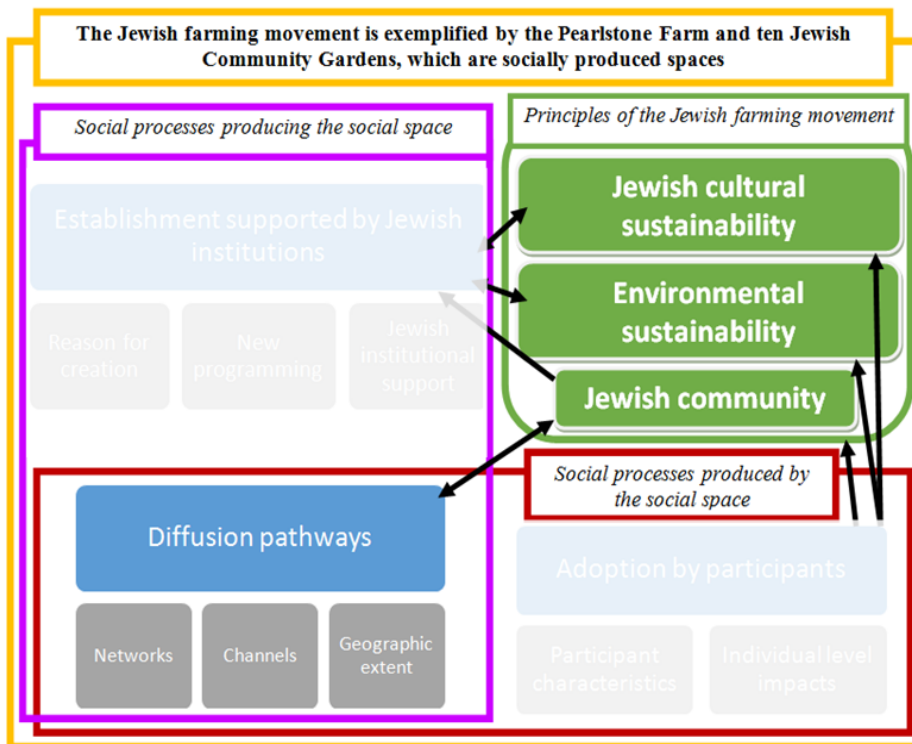 The Jewish farming movement is exemplified by the Pearlstone Farm and ten Jewish
Community Gardens, which are socially produced spaces
Social processes producing the social space
Principles of the Jewish farming movement
Establishment supported by Jewish
institutions
Reason for
creation
New
programming
Jewish
institutional
support
Jewish cultural
sustainability
Environmental
sustainability
Jewish community
Social processes produced by
the social space
Diffusion pathways
Networks
Channels
Geographic
extent
Adoption by participants
Participant
characteristics
Individual level
impacts